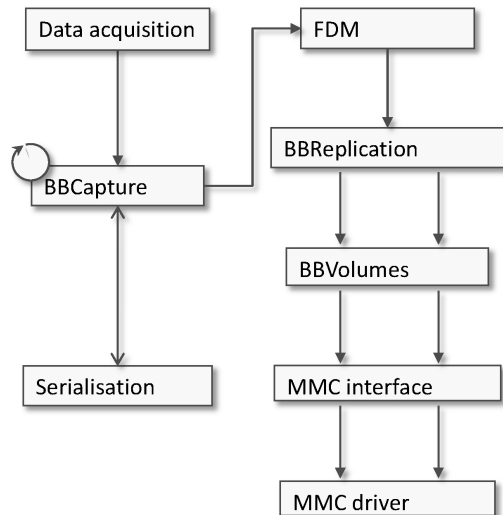 Data acquisition
FDM
BBReplication
BBCapture
BBVolumes
Serialisation
MMC interface
MMC driver